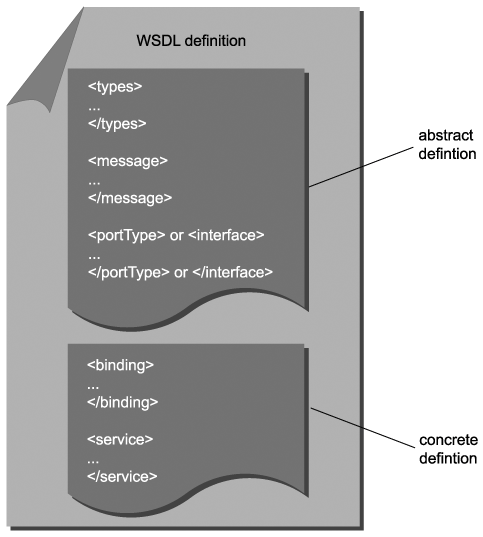 WSDL definition
<types>
...
</types>
<message>
...
</message>
<portType> or <interface>
...
</portType> or </interface>
abstract
defintion
<binding>
...
</binding>
<service>
...
</service>
concrete
defintion